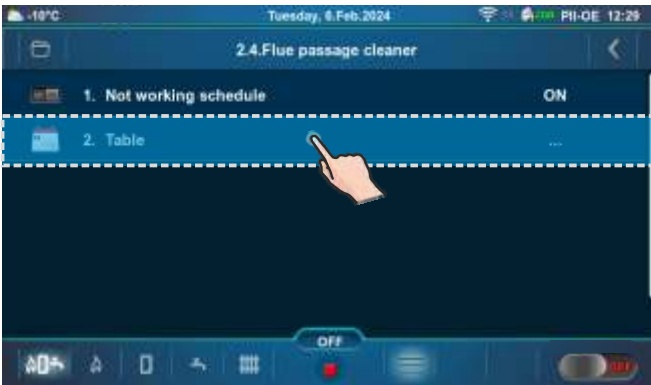 -10°C Tuesday, 6.Feb.2024 PII-OE 12:29
2.4.Flue passage cleaner
1. Not working schedule ON
2. Table ...
OFF
OFF